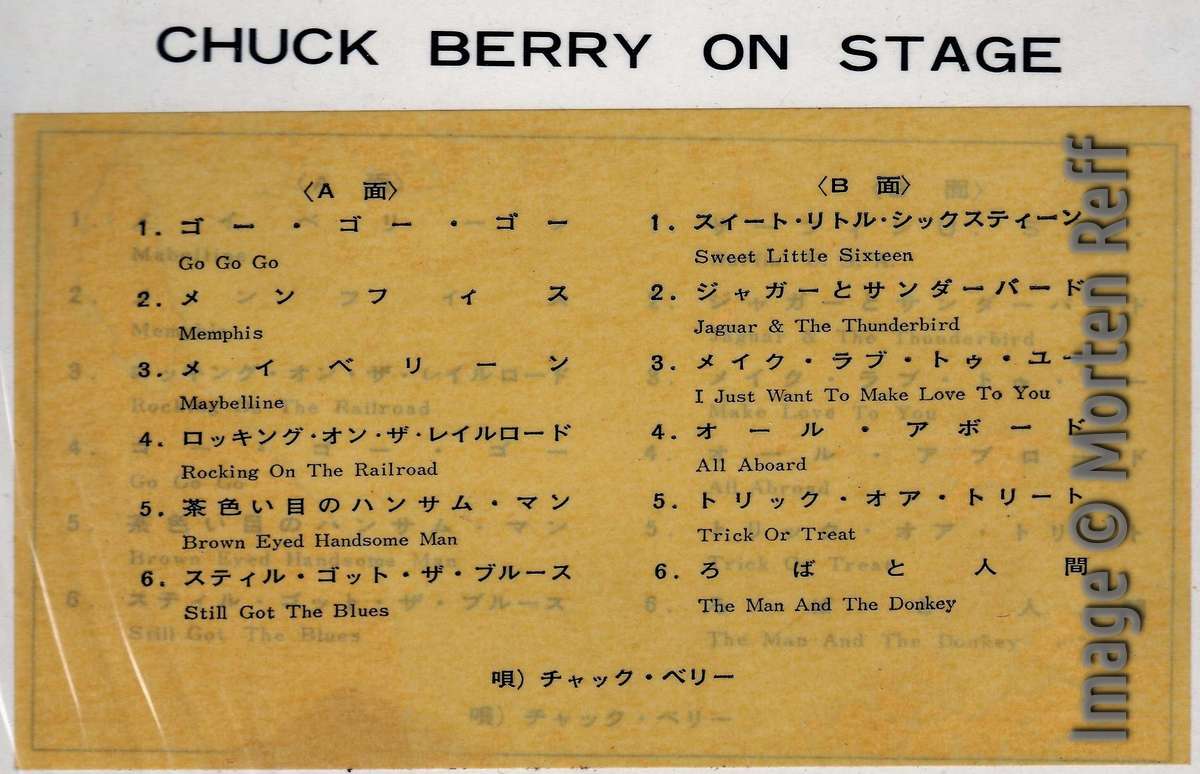 CHUCK BERRY ON STAGE
〈A 面〉
1. ゴー・ゴー・ゴー
Go Go Go
2. メンフィス
Memphis
3. メイベリーン
Maybelline
4. ロッキング・オン・ザ・レイルロード
Rocking On The Railroad
5. 茶色い目のハンサム・マン
Brown Eyed Handsome Man
6. スティル・ゴット・ザ・ブルース
Still Got The Blues
〈B 面〉
1. スイート・リトル・シックスティーン
Sweet Little Sixteen
2. ジャガーとサンダーバード
Jaguar & The Thunderbird
3. メイク・ラブ・トゥ・ユー
I Just Want To Make Love To You
4. オール・アボード
All Aboard
5. トリック・オア・トリート
Trick Or Treat
6. ろばと人間
The Man And The Donkey
唄）チャック・ベリー
Image © Morten Reff